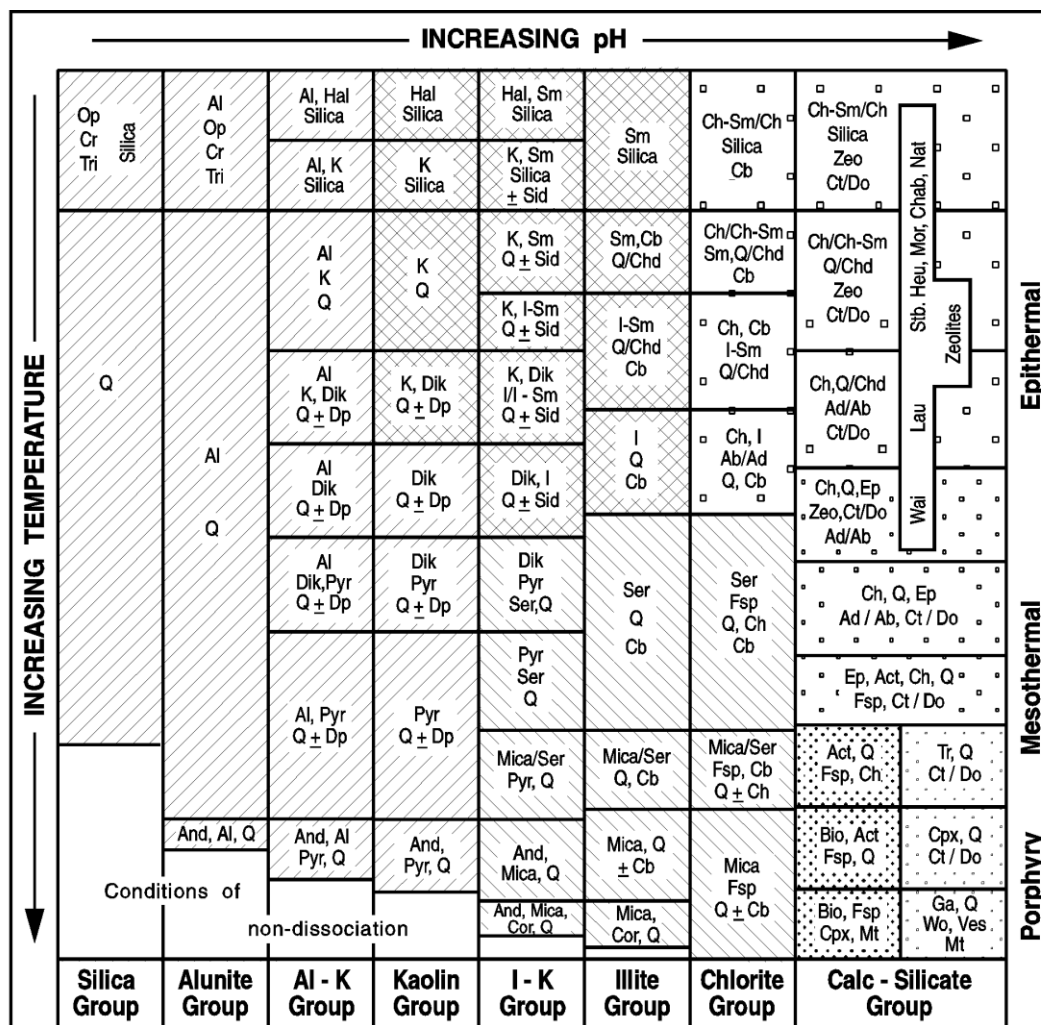 INCREASING pH
INCREASING TEMPERATURE
Op
Cr
Tri
Silica
Al
Op
Cr
Tri
Al, Hal
Silica
Hal
Silica
Hal, Sm
Silica
Sm
Silica
Ch-Sm/Ch
Silica
Cb
Ch-Sm/Ch
Silica
Zeo
Ct/Do
Al, K
Silica
K
Silica
K, Sm
Silica
± Sid
Q
Al
Q
Al
K
Q
K
Q
K, Sm
Q ± Sid
Sm,Cb
Q/Chd
Ch/Ch-Sm
Sm,Q/Chd
Cb
Ch/Ch-Sm
Q/Chd
Zeo
Ct/Do
K, I-Sm
Q ± Sid
I-Sm
Q/Chd
Cb
Ch, Cb
I-Sm
Q/Chd
Al
K, Dik
Q ± Dp
K, Dik
Q ± Dp
K, Dik
I/I - Sm
Q ± Sid
Ch,Q/Chd
Ad/Ab
Ct/Do
I
Q
Cb
Ch, I
Ab/Ad
Q, Cb
Al
Dik
Q ± Dp
Dik
Q ± Dp
Dik, I
Q ± Sid
Ch,Q,Ep
Zeo,Ct/Do
Ad/Ab
Stb. Heu, Mor, Chab, Nat
Zeolites
Lau
Wai
Al
Dik,Pyr
Q ± Dp
Dik
Pyr
Q ± Dp
Dik
Pyr
Ser,Q
Ser
Q
Cb
Ser
Fsp
Q, Ch
Cb
Ch, Q, Ep
Ad / Ab, Ct / Do
Al, Pyr
Q ± Dp
Pyr
Q ± Dp
Pyr
Ser
Q
Ep, Act, Ch, Q
Fsp, Ct / Do
Mica/Ser
Pyr, Q
Mica/Ser
Q, Cb
Mica/Ser
Fsp, Cb
Q ± Ch
Act, Q
Fsp, Ch
Tr, Q
Ct / Do
And, Al, Q
And, Al
Pyr, Q
And,
Pyr, Q
And,
Mica, Q
Mica, Q
± Cb
Mica
Fsp
Q ± Cb
Bio, Act
Fsp, Q
Cpx, Q
Ct / Do
Conditions of
non-dissociation
And, Mica,
Cor, Q
Mica,
Cor, Q
Bio, Fsp
Cpx, Mt
Ga, Q
Wo, Ves
Mt
Epithermal
Mesothermal
Porphyry
Silica
Group
Alunite
Group
Al - K
Group
Kaolin
Group
I - K
Group
Illite
Group
Chlorite
Group
Calc - Silicate
Group